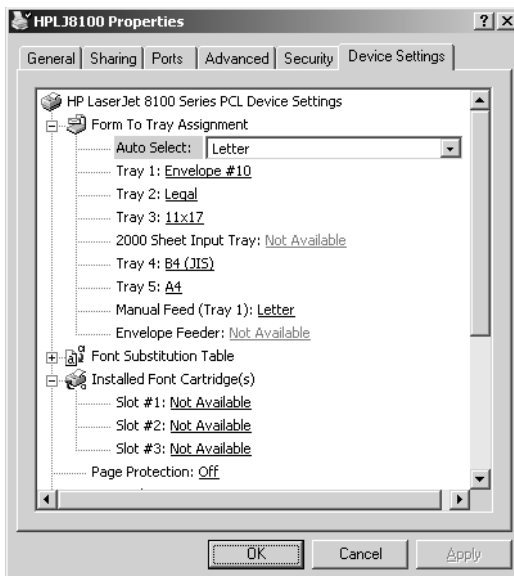 HPLJ8100 Properties
General Sharing Ports Advanced Security Device Settings
HP LaserJet 8100 Series PCL Device Settings
Form To Tray Assignment
Auto Select: Letter
Tray 1: Envelope #10
Tray 2: Legal
Tray 3: 11x17
2000 Sheet Input Tray: Not Available
Tray 4: B4 (JIS)
Tray 5: A4
Manual Feed (Tray 1): Letter
Envelope Feeder: Not Available
Font Substitution Table
Installed Font Cartridge(s)
Slot #1: Not Available
Slot #2: Not Available
Slot #3: Not Available
Page Protection: Off
OK Cancel Apply